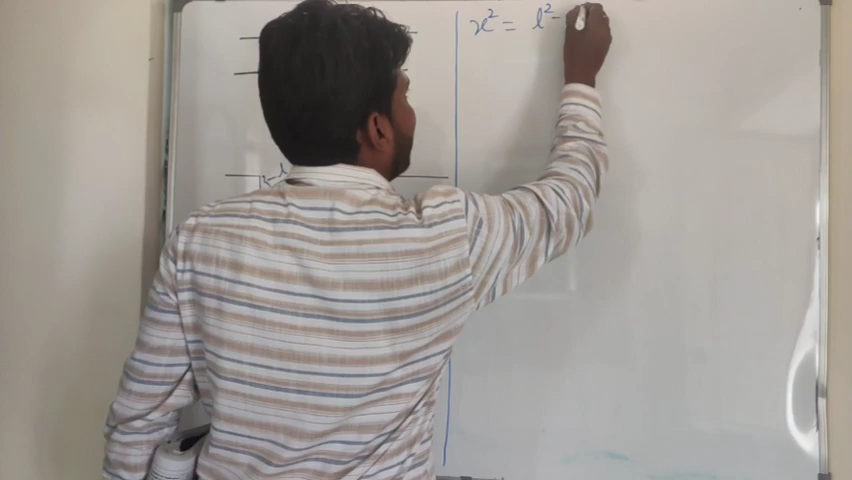 x² = l² -